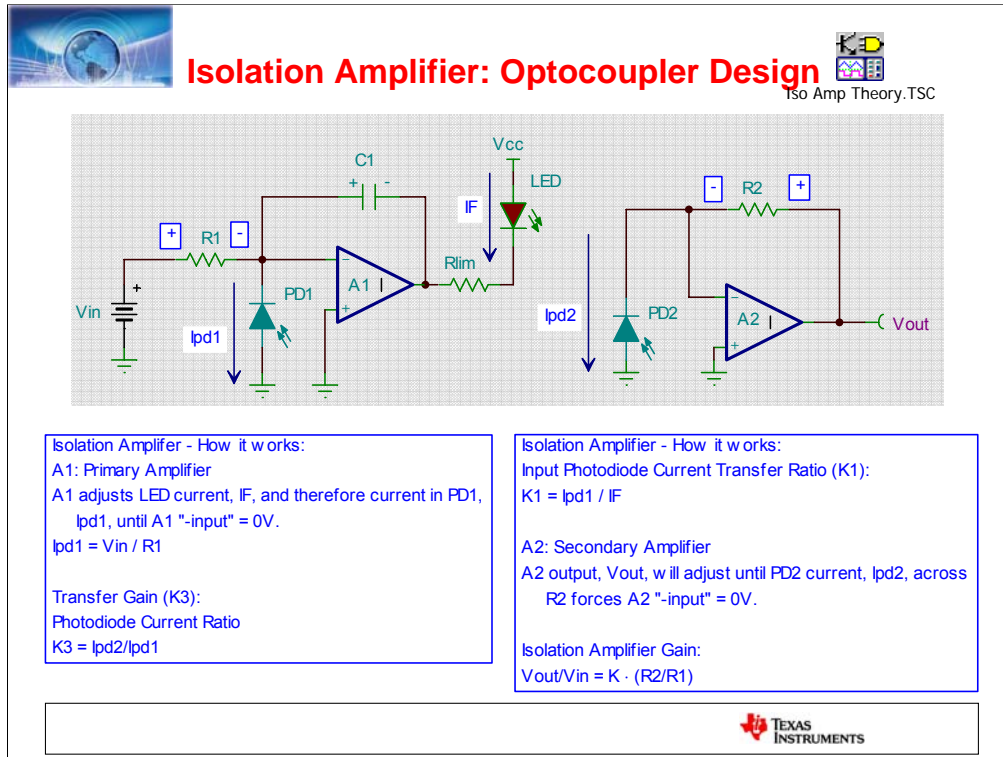 Isolation Amplifier: Optocoupler Design
Iso Amp Theory.TSC
Vcc
C1
LED
+ -
IF
- R2 +
+ R1 -
Rlim
PD1
A1
Vin
+
Ipd1
-
+
Ipd2
PD2
A2
-
+
Vout
Isolation Amplifer - How it works:
A1: Primary Amplifier
A1 adjusts LED current, IF, and therefore current in PD1,
Ipd1, until A1 "-input" = 0V.
Ipd1 = Vin / R1
Transfer Gain (K3):
Photodiode Current Ratio
K3 = Ipd2/Ipd1
Isolation Amplifier - How it works:
Input Photodiode Current Transfer Ratio (K1):
K1 = Ipd1 / IF
A2: Secondary Amplifier
A2 output, Vout, will adjust until PD2 current, Ipd2, across
R2 forces A2 "-input" = 0V.
Isolation Amplifier Gain:
Vout/Vin = K · (R2/R1)
TEXAS
INSTRUMENTS